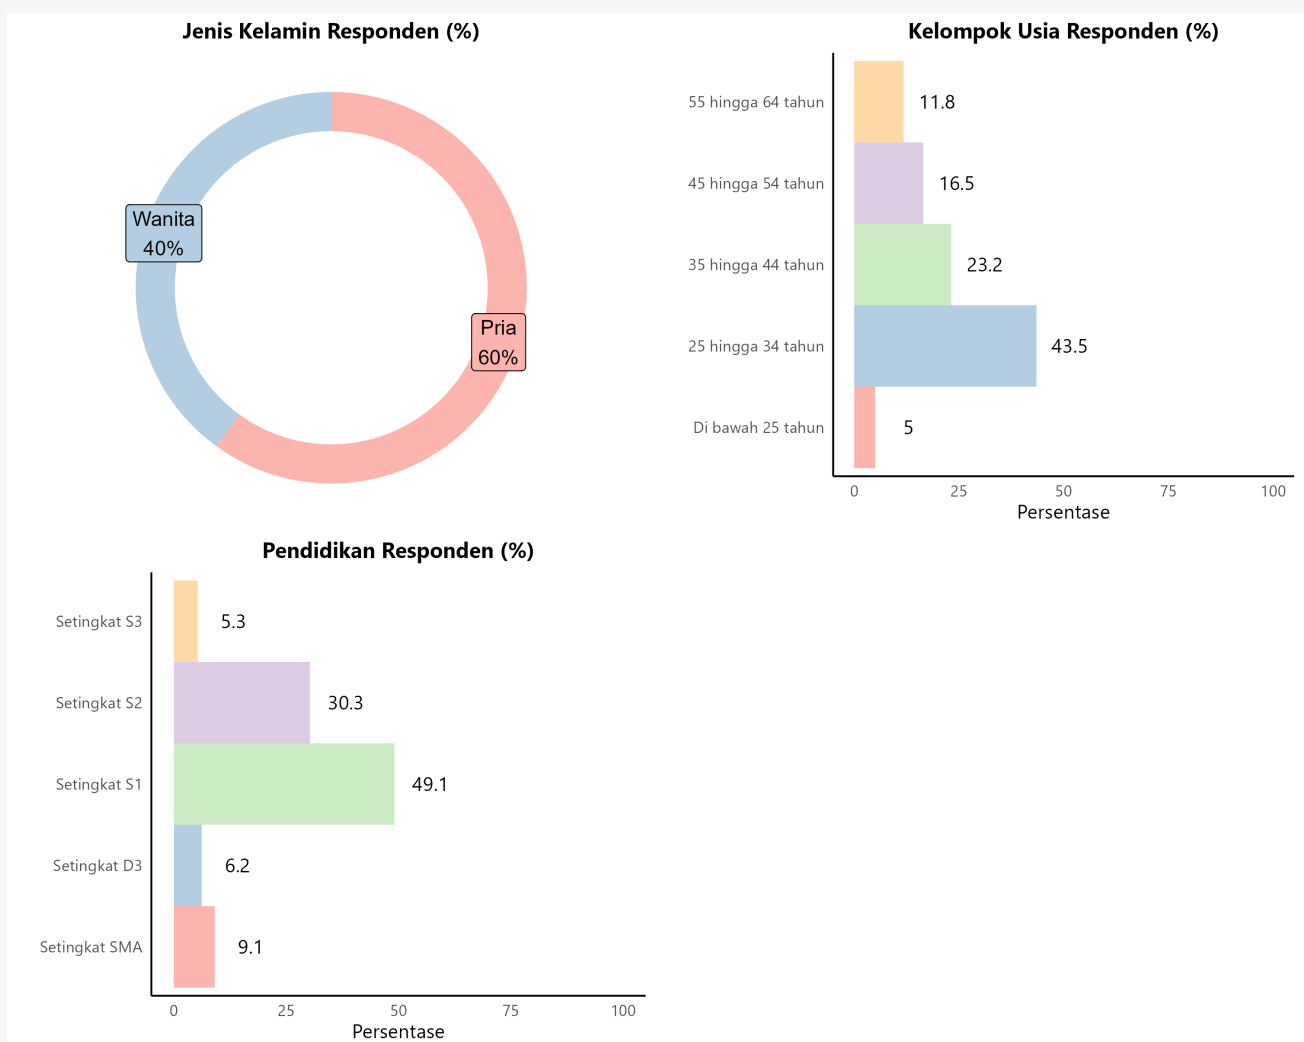 Jenis Kelamin Responden (%)
Wanita
40%
Pria
60%
Kelompok Usia Responden (%)
55 hingga 64 tahun
11.8
45 hingga 54 tahun
16.5
35 hingga 44 tahun
23.2
25 hingga 34 tahun
43.5
Di bawah 25 tahun
5
0 25 50 75 100
Persentase
Pendidikan Responden (%)
Setingkat S3
5.3
Setingkat S2
30.3
Setingkat S1
49.1
Setingkat D3
6.2
Setingkat SMA
9.1
0 25 50 75 100
Persentase